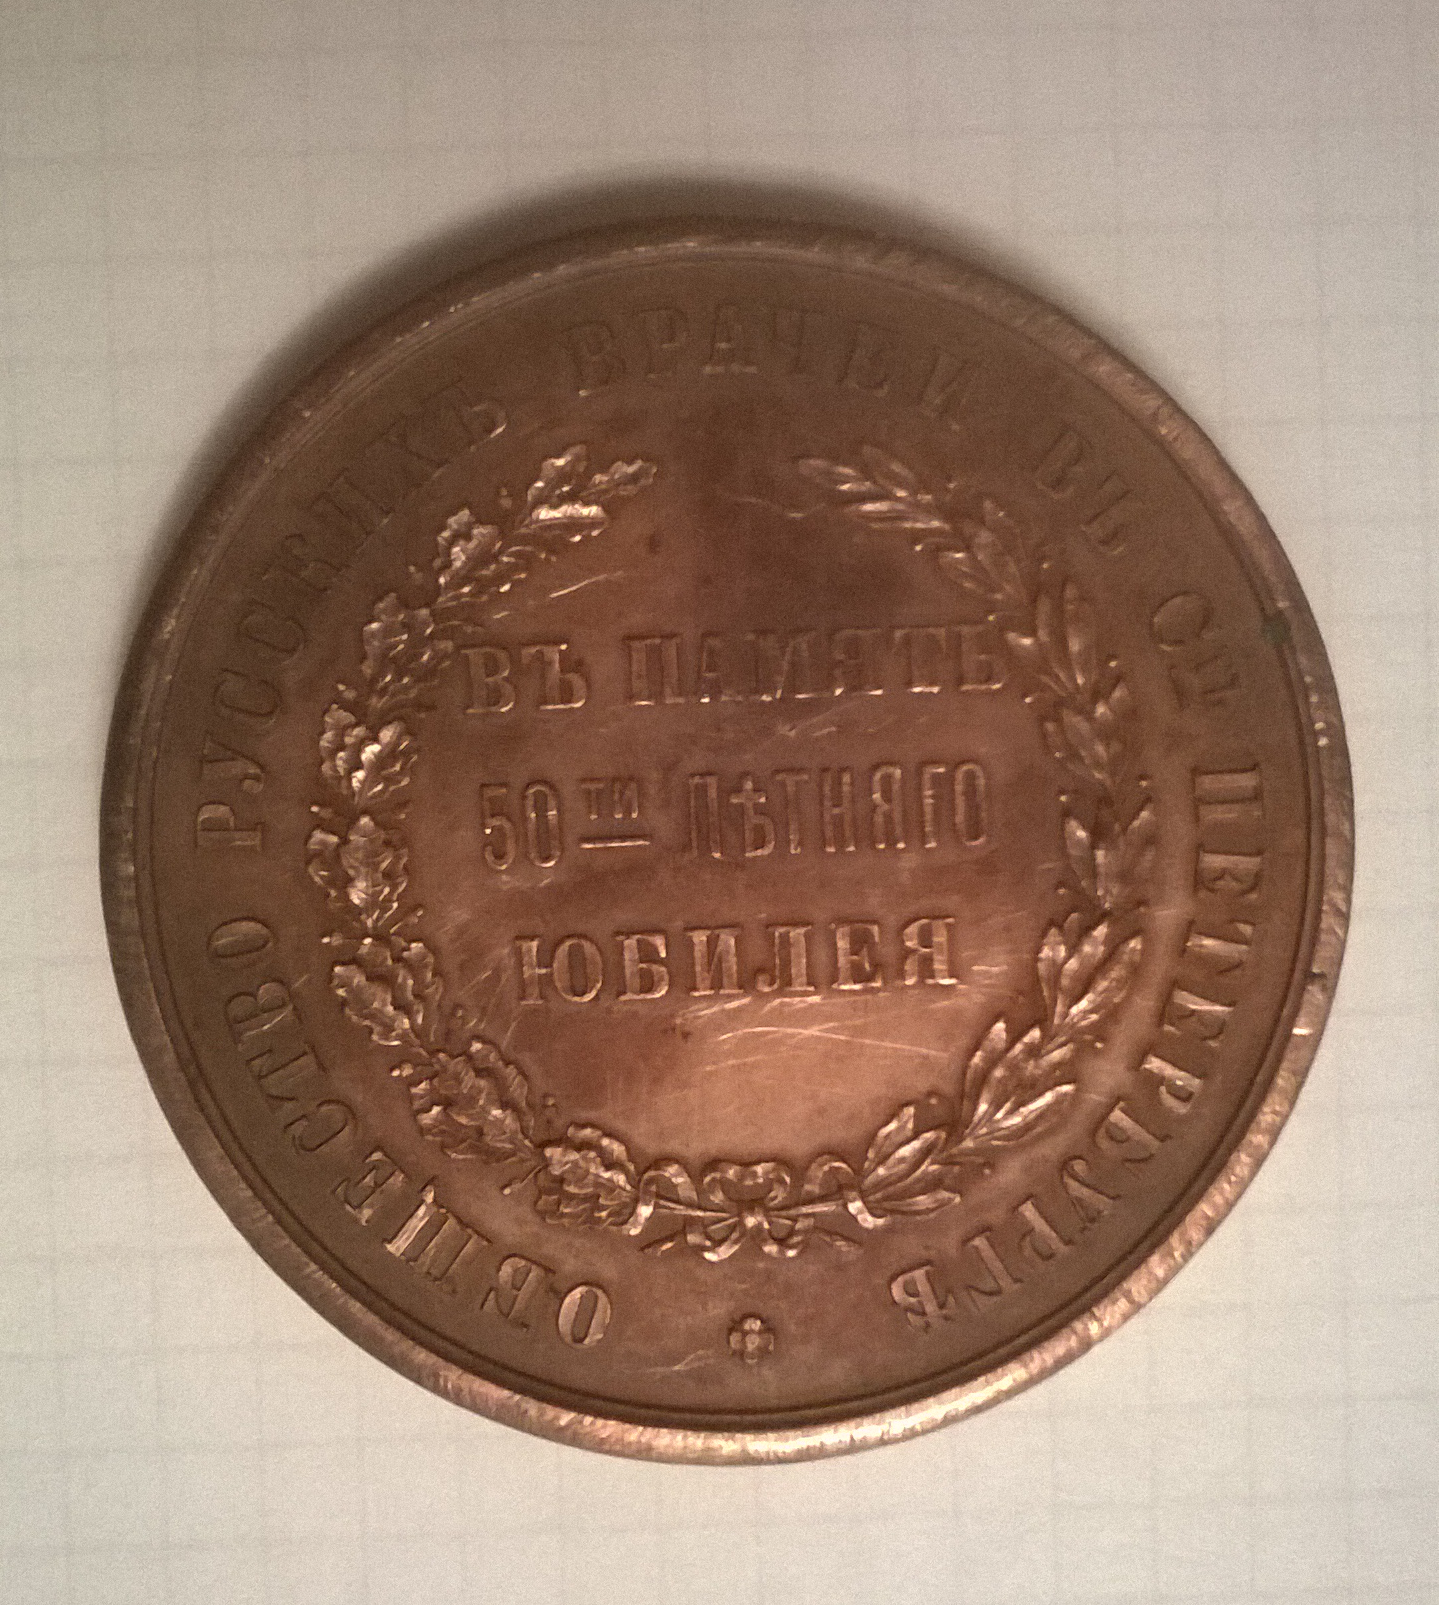 ОБЩЕСТВО РУССКИХЪ ВРАЧЕЙ ВЪ С. ПЕТЕРБУРГѢ
ВЪ ПАМЯТЬ
50ТИ ЛѢТНЯГО
ЮБИЛЕЯ